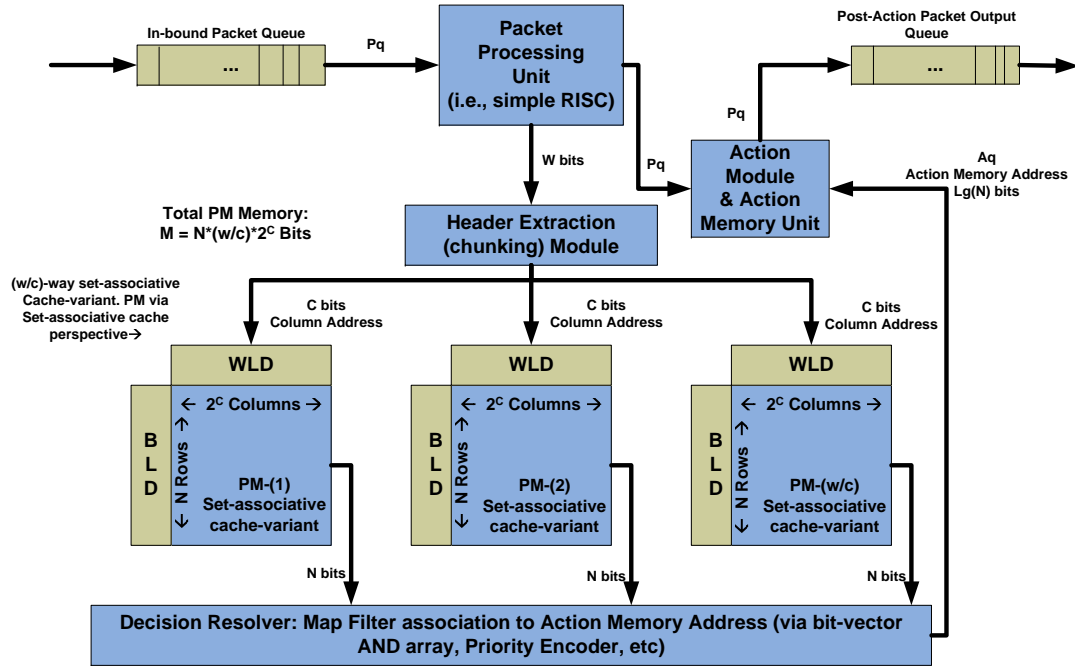 In-bound Packet Queue
...
Pq
Packet
Processing
Unit
(i.e., simple RISC)
Post-Action Packet Output
Queue
...
Pq
Pq
W bits
Action
Module
& Action
Memory Unit
Aq
Action Memory Address
Lg(N) bits
Total PM Memory:
M = N*(w/c)*2ᶜ Bits
Header Extraction
(chunking) Module
(w/c)-way set-associative
Cache-variant. PM via
Set-associative cache
perspective→
C bits
Column Address
C bits
Column Address
C bits
Column Address
WLD
BLD
← 2ᶜ Columns →
← N Rows →
PM-(1)
Set-associative
cache-variant
WLD
BLD
← 2ᶜ Columns →
← N Rows →
PM-(2)
Set-associative
cache-variant
WLD
BLD
← 2ᶜ Columns →
← N Rows →
PM-(w/c)
Set-associative
cache-variant
N bits
N bits
N bits
Decision Resolver: Map Filter association to Action Memory Address (via bit-vector
AND array, Priority Encoder, etc)